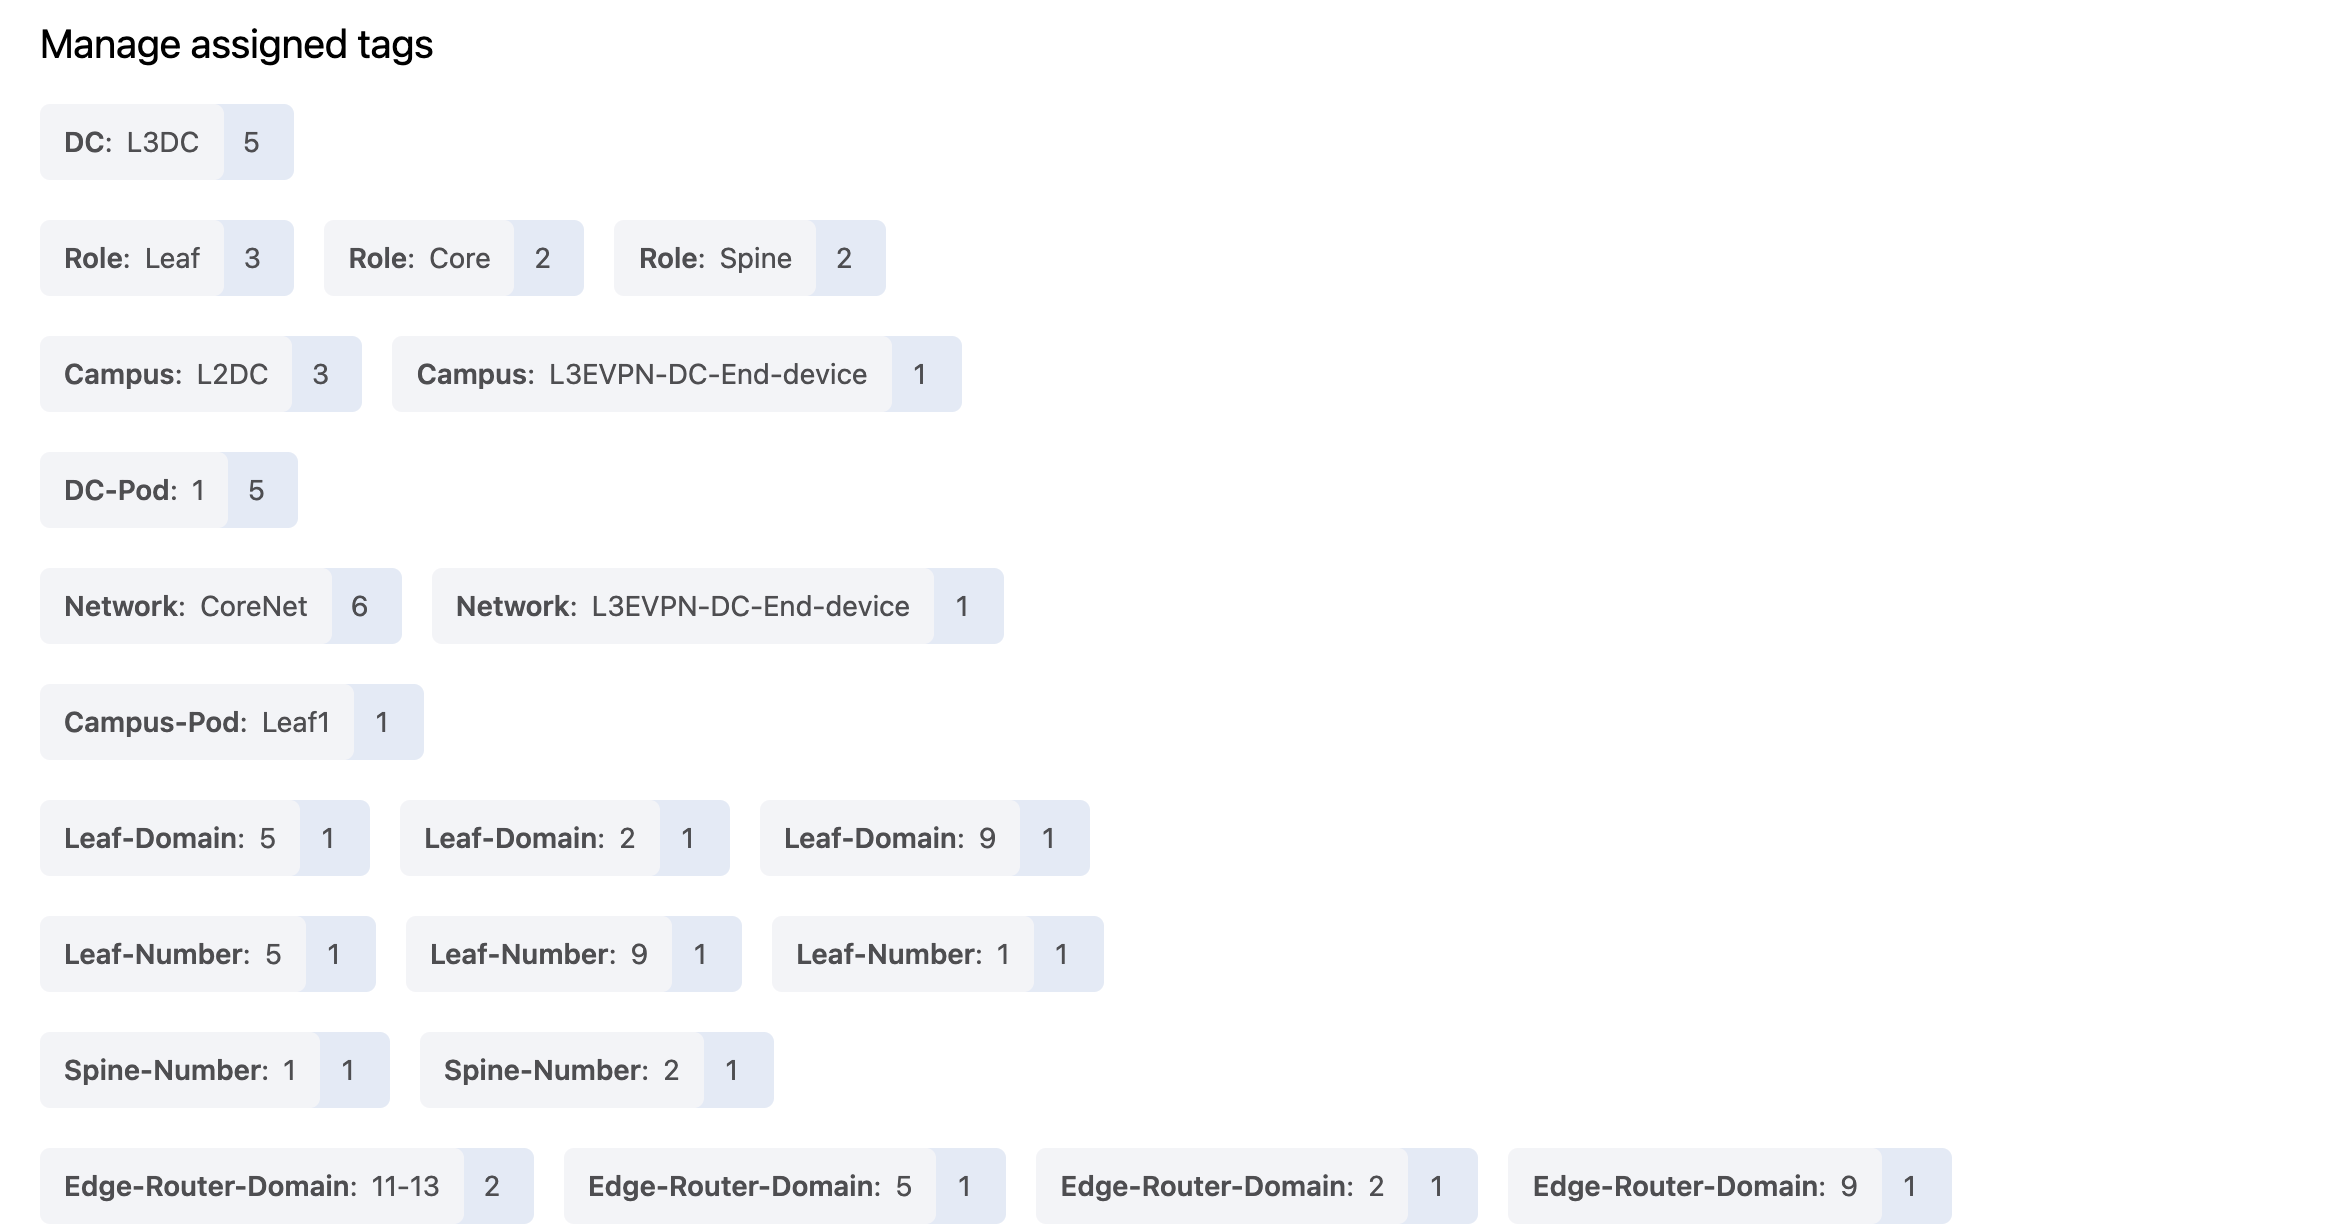 Manage assigned tags
DC: L3DC 5
Role: Leaf 3 Role: Core 2 Role: Spine 2
Campus: L2DC 3 Campus: L3EVPN-DC-End-device 1
DC-Pod: 1 5
Network: CoreNet 6 Network: L3EVPN-DC-End-device 1
Campus-Pod: Leaf1 1
Leaf-Domain: 5 1 Leaf-Domain: 2 1 Leaf-Domain: 9 1
Leaf-Number: 5 1 Leaf-Number: 9 1 Leaf-Number: 1 1
Spine-Number: 1 1 Spine-Number: 2 1
Edge-Router-Domain: 11-13 2 Edge-Router-Domain: 5 1 Edge-Router-Domain: 2 1 Edge-Router-Domain: 9 1